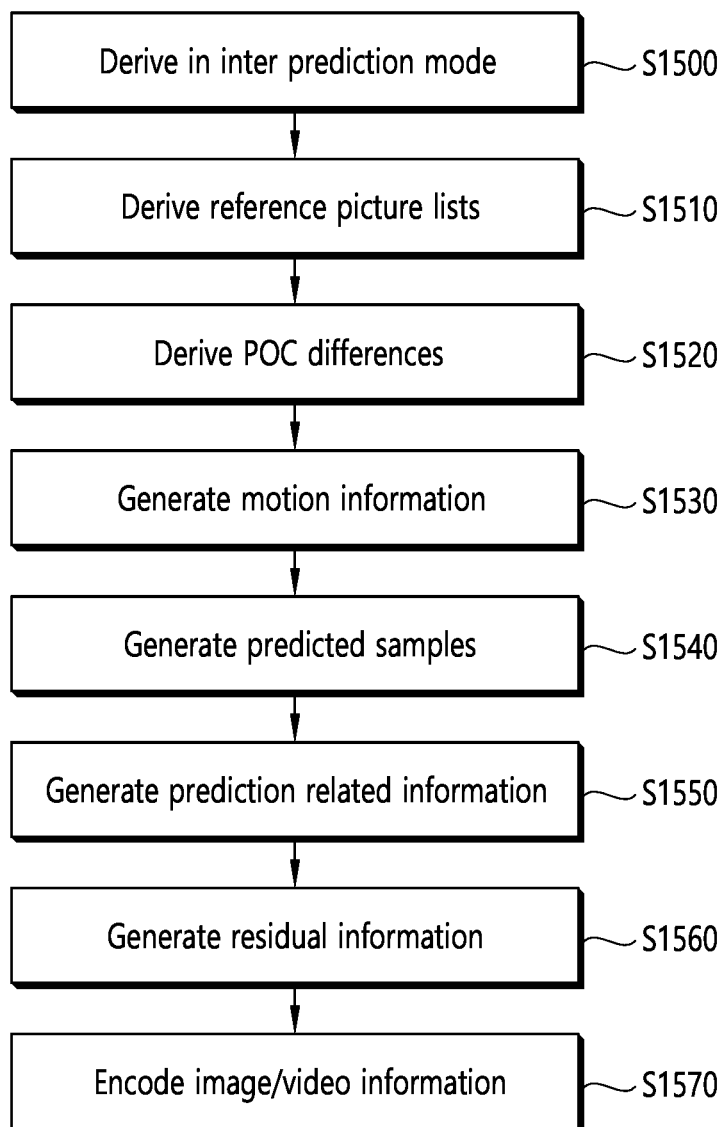 Derive in inter prediction mode S1500
Derive reference picture lists S1510
Derive POC differences S1520
Generate motion information S1530
Generate predicted samples S1540
Generate prediction related information S1550
Generate residual information S1560
Encode image/video information S1570